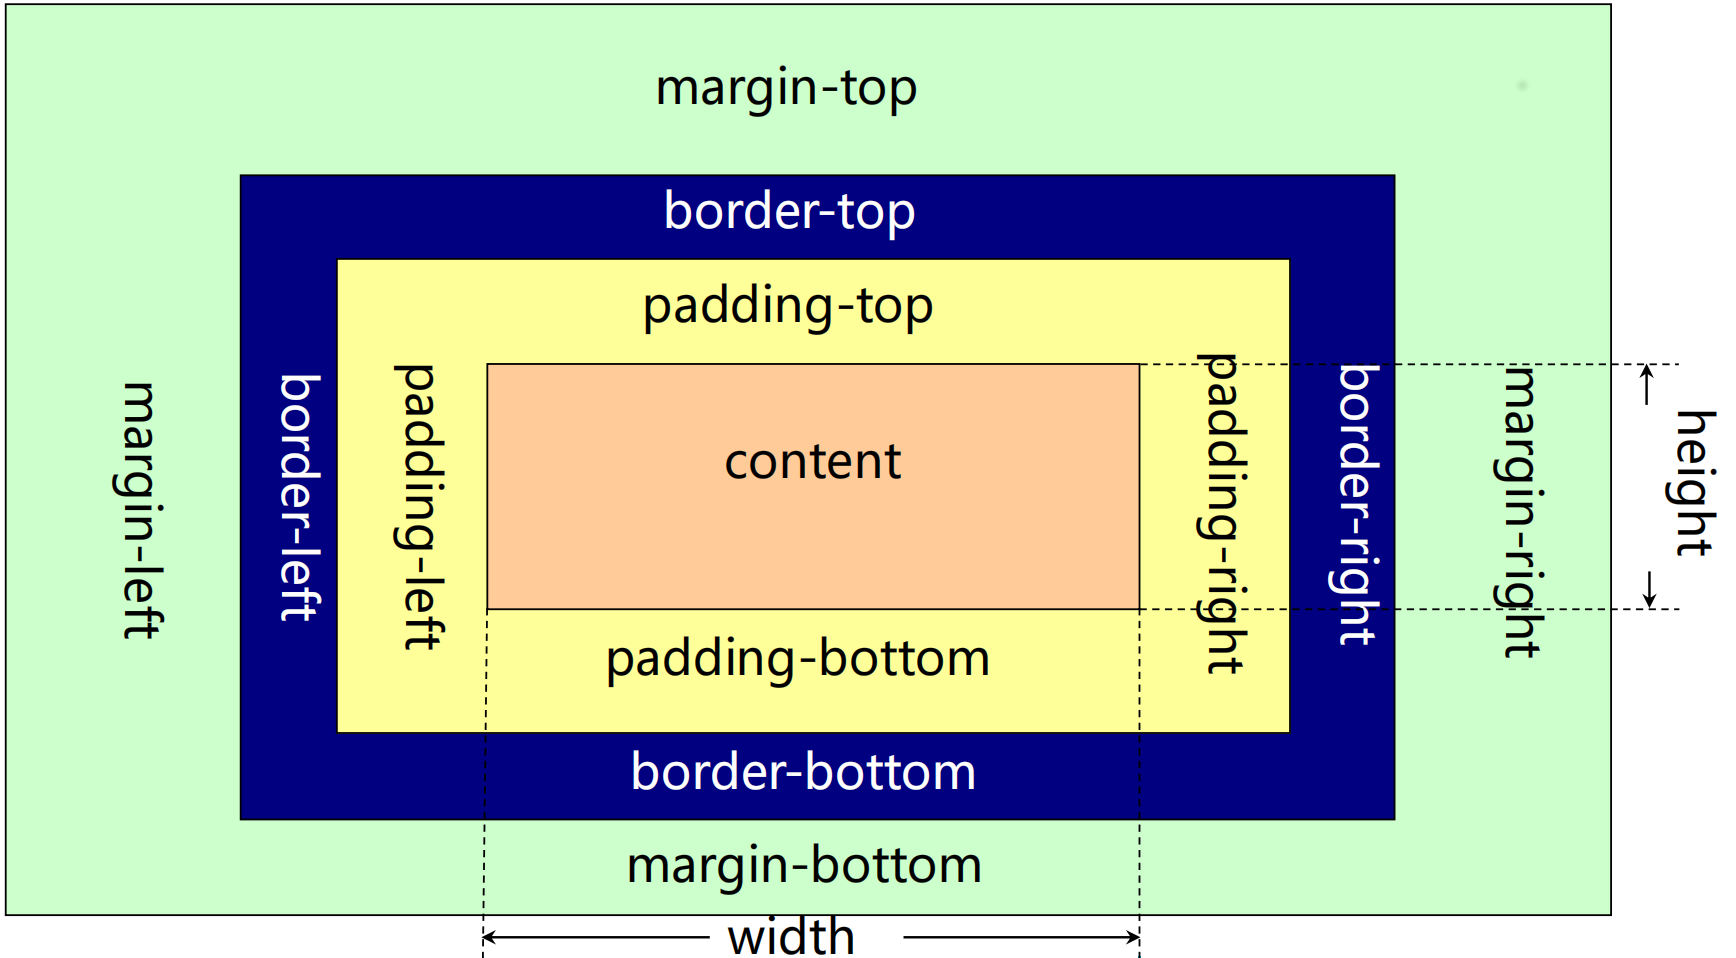 margin-top
border-top
padding-top
margin-left
border-left
padding-left
content
padding-right
border-right
margin-right
height
padding-bottom
border-bottom
margin-bottom
width